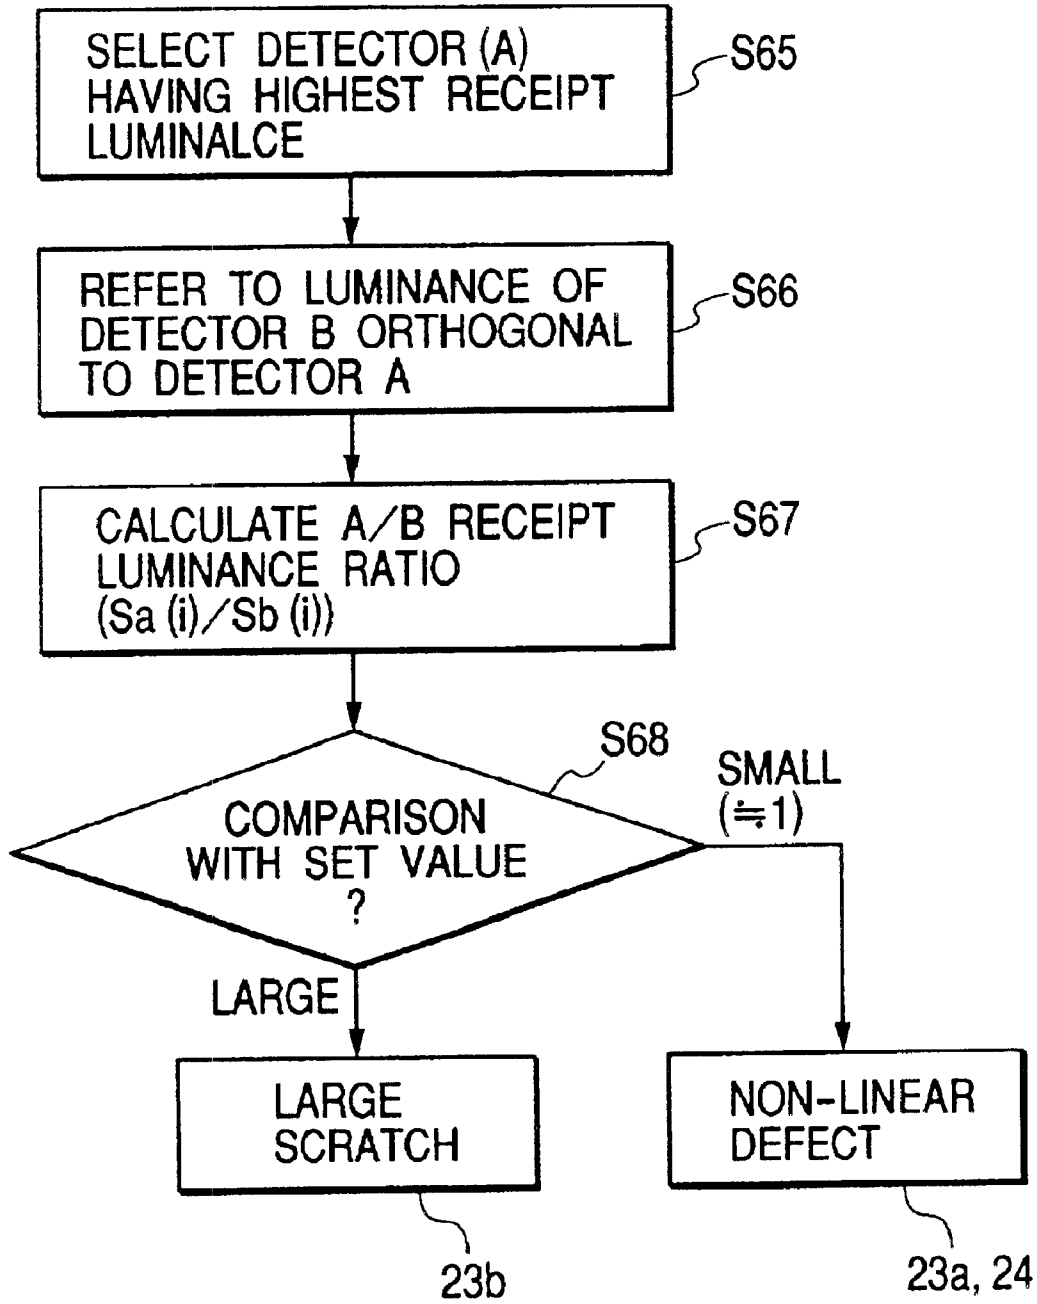 SELECT DETECTOR (A)
HAVING HIGHEST RECEIPT
LUMINALCE
S65
REFER TO LUMINANCE OF
DETECTOR B ORTHOGONAL
TO DETECTOR A
S66
CALCULATE A/B RECEIPT
LUMINANCE RATIO
(Sa (i)/Sb (i))
S67
S68
COMPARISON
WITH SET VALUE
?
SMALL
(≒1)
LARGE
LARGE
SCRATCH
23b
NON-LINEAR
DEFECT
23a, 24